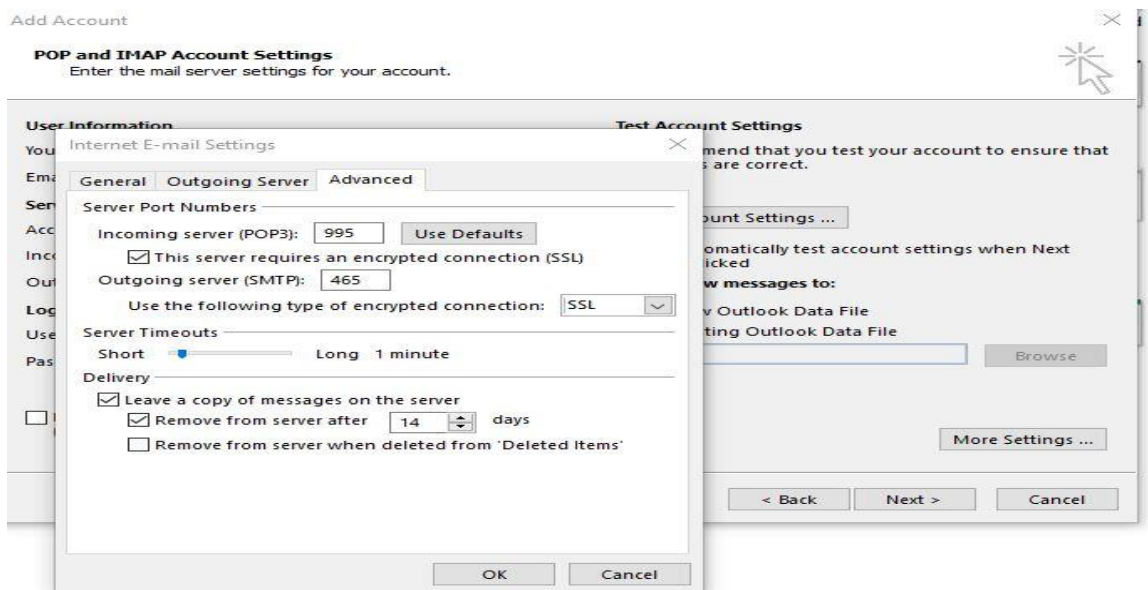 Add Account
POP and IMAP Account Settings
Enter the mail server settings for your account.
User Information
Test Account Settings
Internet E-mail Settings
mend that you test your account to ensure that
are correct.
General Outgoing Server Advanced
Server Port Numbers
Incoming server (POP3): 995 Use Defaults
ount Settings ...
This server requires an encrypted connection (SSL)
omatically test account settings when Next
icked
Outgoing server (SMTP): 465
w messages to:
Use the following type of encrypted connection: SSL
Outlook Data File
Server Timeouts
ting Outlook Data File
Short Long 1 minute
Browse
Delivery
Leave a copy of messages on the server
Remove from server after 14 days
Remove from server when deleted from 'Deleted Items'
More Settings ...
< Back Next > Cancel
OK Cancel